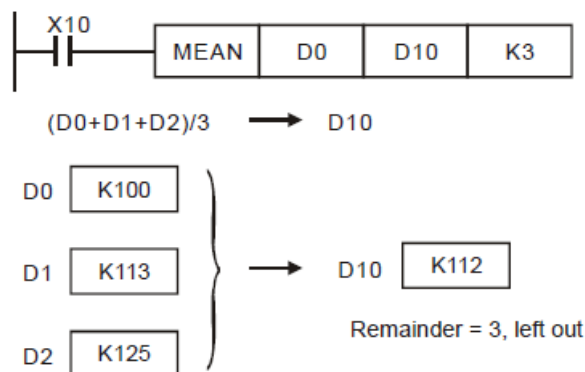 X10
MEAN D0 D10 K3
(D0+D1+D2)/3 D10
D0 K100
D1 K113
D10 K112
Remainder = 3, left out
D2 K125